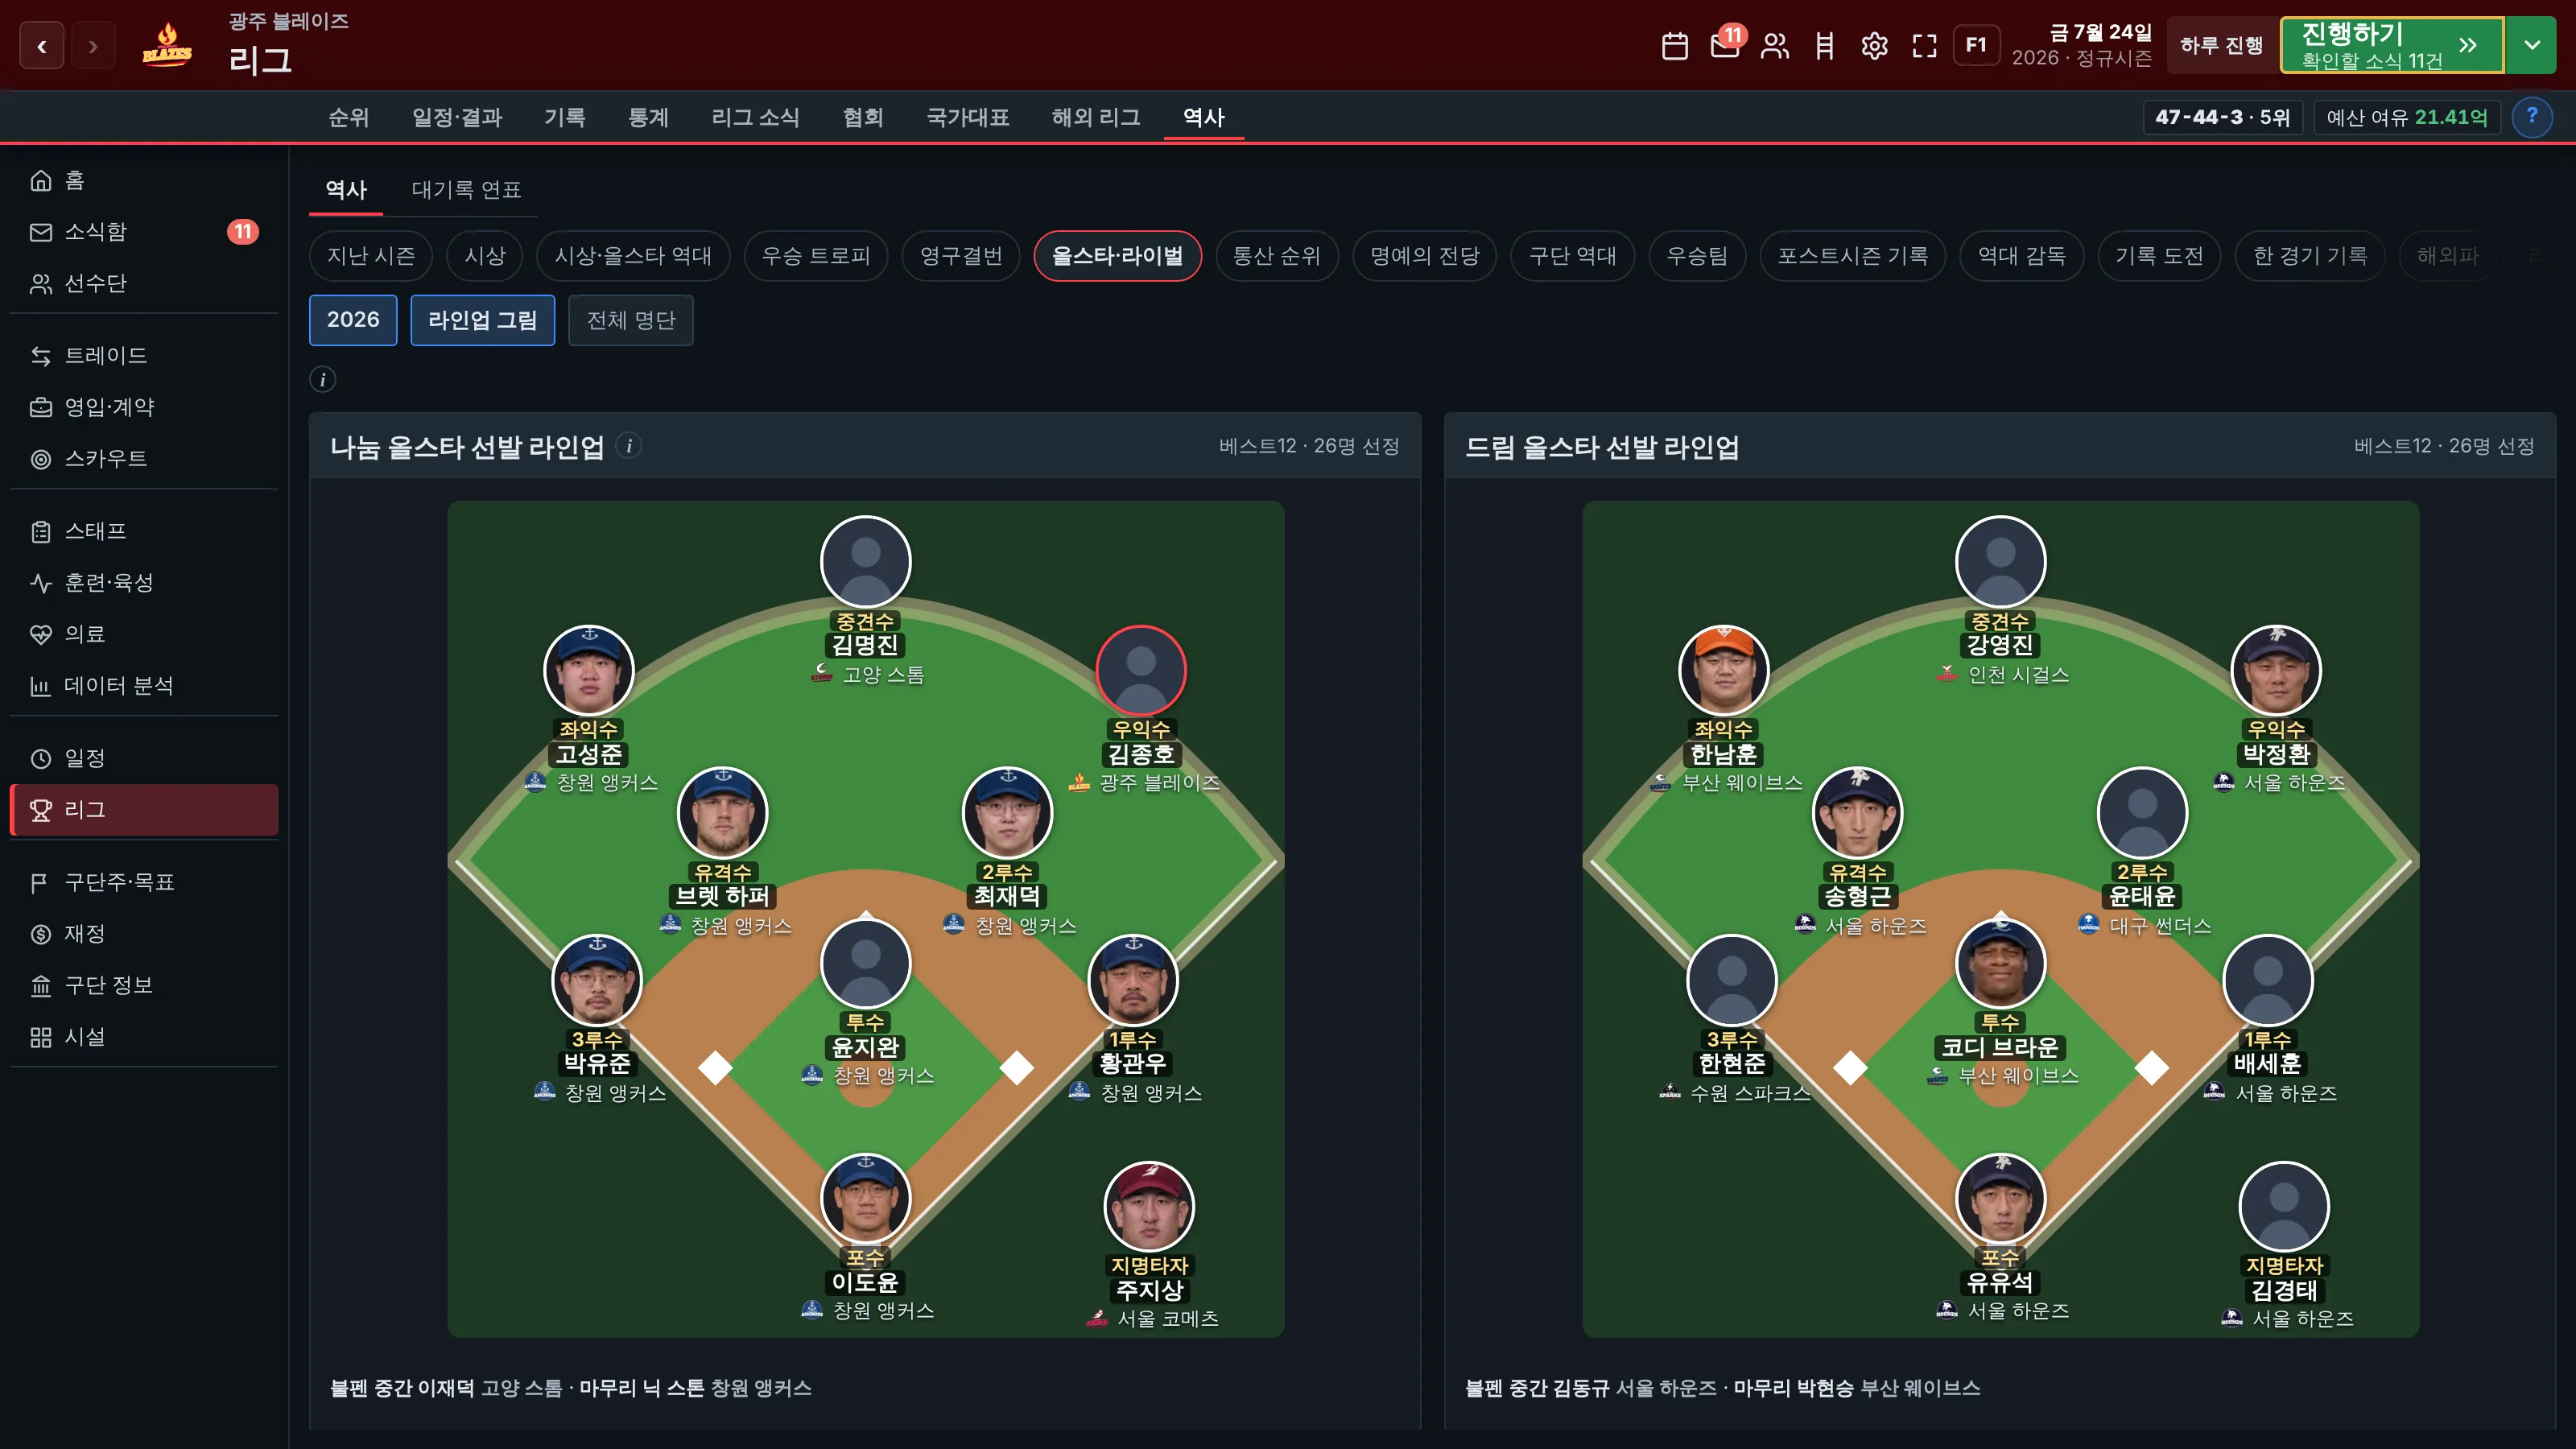 광주 블레이즈
리그
BLAZES
11
F1
금 7월 24일
2026 · 정규시즌
하루 진행
진행하기
확인할 소식 11건
순위 일정·결과 기록 통계 리그 소식 협회 국가대표 해외 리그 역사
47-44-3 · 5위
예산 여유 21.41억
?
홈
소식함 11
선수단
트레이드
영입·계약
스카우트
스태프
훈련·육성
의료
데이터 분석
일정
리그
구단주·목표
재정
구단 정보
시설
역사 대기록 연표
지난 시즌 시상 시상·올스타 역대 우승 트로피 영구결번 올스타·라이벌 통산 순위 명예의 전당 구단 역대 우승팀 포스트시즌 기록 역대 감독 기록 도전 한 경기 기록 해외파
2026 라인업 그림 전체 명단
i
나눔 올스타 선발 라인업 i
베스트12 · 26명 선정
중견수
김명진
고양 스톰
좌익수
고성준
창원 앵커스
우익수
김종호
광주 블레이즈
유격수
브렛 하퍼
창원 앵커스
2루수
최재덕
창원 앵커스
3루수
박유준
창원 앵커스
투수
윤지완
창원 앵커스
1루수
황관우
창원 앵커스
포수
이도윤
창원 앵커스
지명타자
주지상
서울 코메츠
불펜 중간 이재덕 고양 스톰 · 마무리 닉 스톤 창원 앵커스
드림 올스타 선발 라인업
베스트12 · 26명 선정
중견수
강영진
인천 시걸스
좌익수
한남훈
부산 웨이브스
우익수
박정환
서울 하운즈
유격수
송형근
서울 하운즈
2루수
윤태윤
대구 썬더스
3루수
한현준
수원 스파크스
투수
코디 브라운
부산 웨이브스
1루수
배세훈
서울 하운즈
포수
유유석
서울 하운즈
지명타자
김경태
서울 하운즈
불펜 중간 김동규 서울 하운즈 · 마무리 박현승 부산 웨이브스